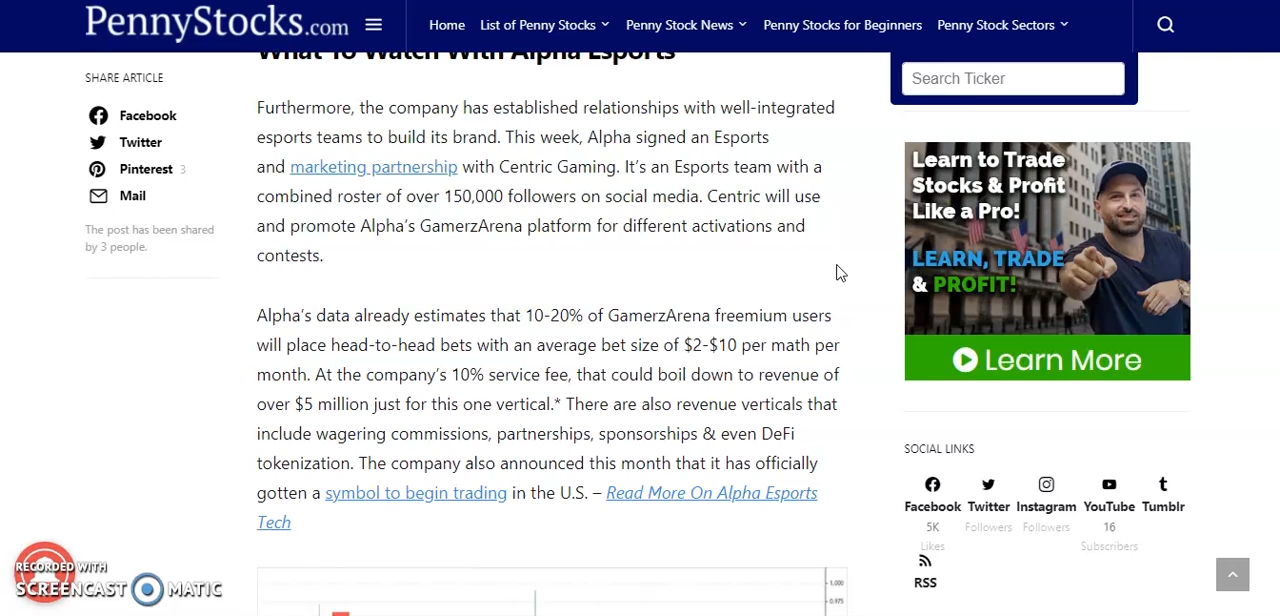 PennyStocks.com
Home
List of Penny Stocks
Penny Stock News
Penny Stocks for Beginners
Penny Stock Sectors
What To Watch With Alpha Esports
SHARE ARTICLE
Facebook
Twitter
Pinterest 3
Mail
The post has been shared
by 3 people.
Furthermore, the company has established relationships with well-integrated
esports teams to build its brand. This week, Alpha signed an Esports
and marketing partnership with Centric Gaming. It's an Esports team with a
combined roster of over 150,000 followers on social media. Centric will use
and promote Alpha's GamerzArena platform for different activations and
contests.
Alpha's data already estimates that 10-20% of GamerzArena freemium users
will place head-to-head bets with an average bet size of $2-$10 per math per
month. At the company's 10% service fee, that could boil down to revenue of
over $5 million just for this one vertical.* There are also revenue verticals that
include wagering commissions, partnerships, sponsorships & even DeFi
tokenization. The company also announced this month that it has officially
gotten a symbol to begin trading in the U.S. – Read More On Alpha Esports
Tech
1.000
0.975
Search Ticker
Learn to Trade
Stocks & Profit
Like a Pro!
LEARN, TRADE
& PROFIT!
Learn More
SOCIAL LINKS
Facebook
5K
Likes
Twitter
Followers
Instagram
Followers
YouTube
16
Subscribers
Tumblr
RSS
RECORDED WITH
SCREENCAST MATIC